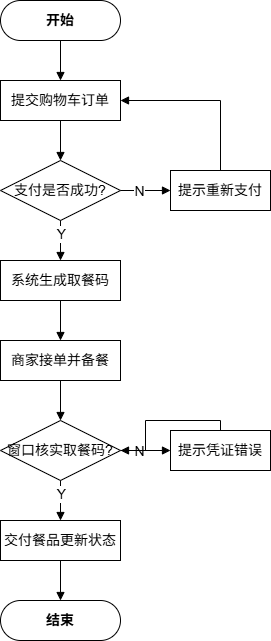 开始
提交购物车订单
支付是否成功?
N
提示重新支付
Y
系统生成取餐码
商家接单并备餐
窗口核实取餐码?
N
提示凭证错误
Y
交付餐品更新状态
结束